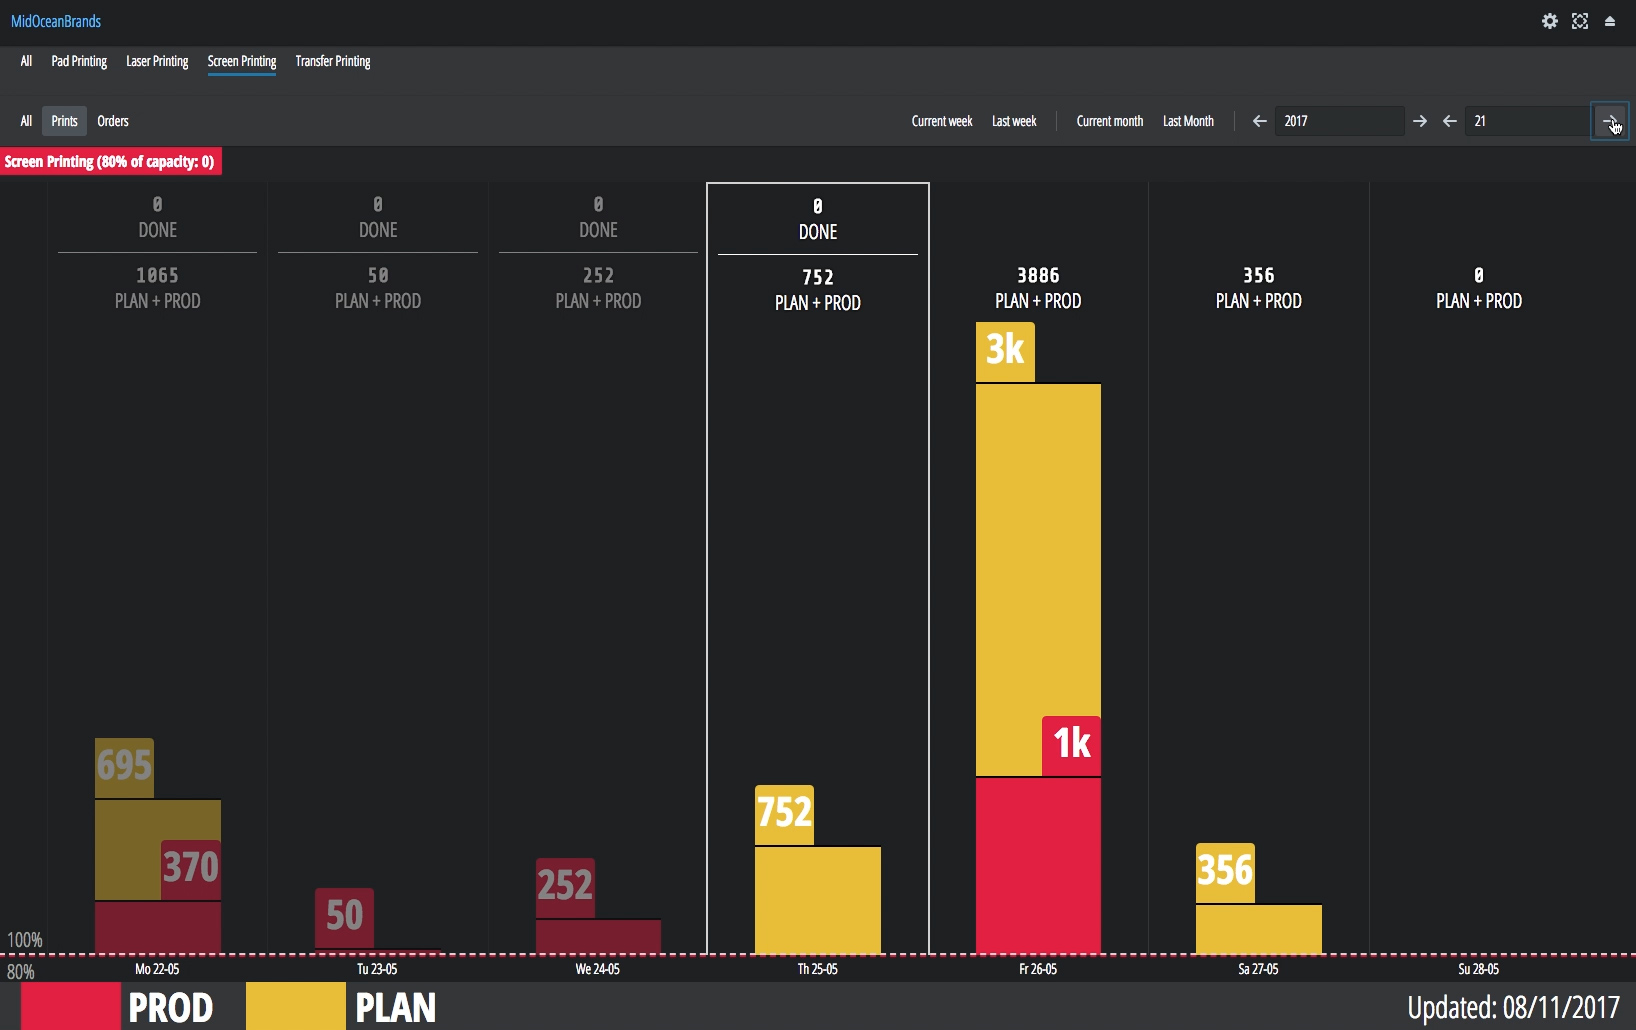 MidOceanBrands
All Pad Printing Laser Printing Screen Printing Transfer Printing
All Prints Orders Current week Last week Current month Last Month 2017 21
Screen Printing (80% of capacity: 0)
0 0 0 0
DONE DONE DONE DONE
1065 50 252 752 3886 356 0
PLAN + PROD PLAN + PROD PLAN + PROD PLAN + PROD PLAN + PROD PLAN + PROD PLAN + PROD
3k
1k
695
752
370
356
252
50
100%
80%
Mo 22-05 Tu 23-05 We 24-05 Th 25-05 Fr 26-05 Sa 27-05 Su 28-05
PROD PLAN Updated: 08/11/2017